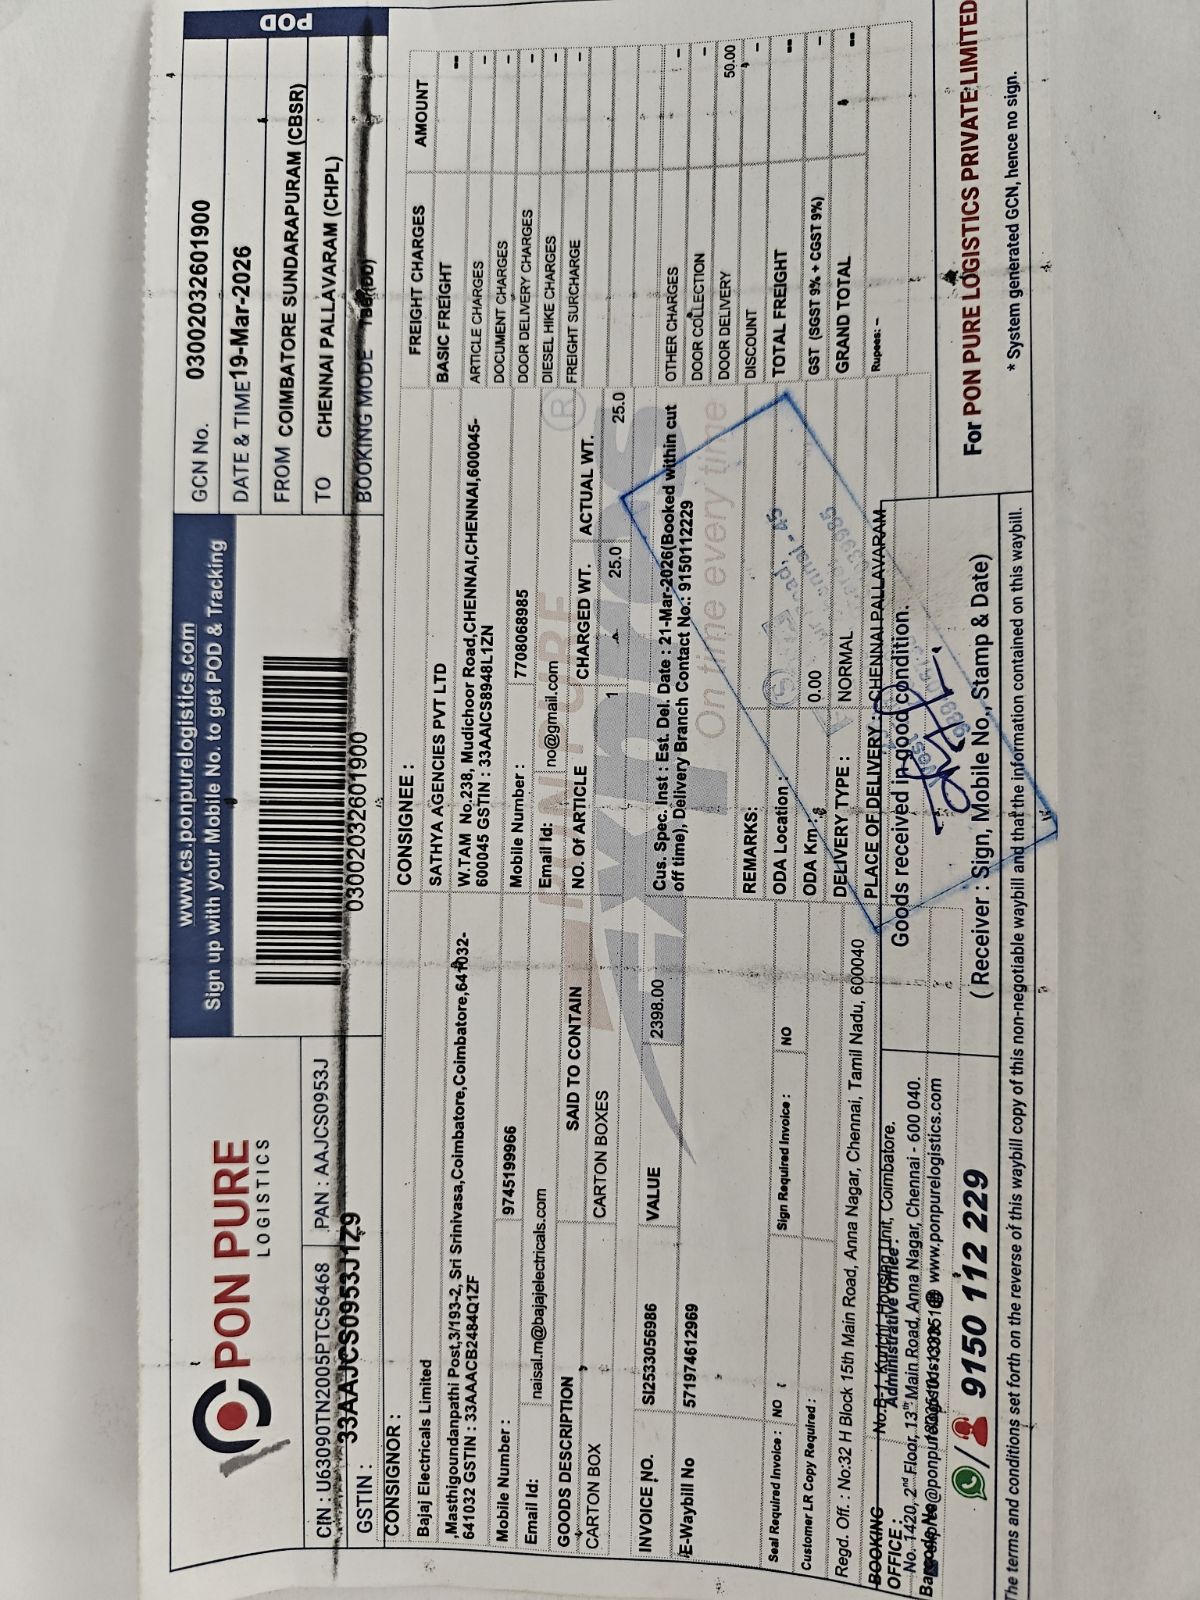 PON PURE
LOGISTICS
CIN : U63090TN2005PTC56468
PAN : AAJCS0953J
GSTIN : 33AAJCS0953J1Z9
www.cs.ponpurelogistics.com
Sign up with your Mobile No. to get POD & Tracking
0300203260190​0
POD
GCN No. 03002032601900
DATE & TIME 19-Mar-2026
FROM COIMBATORE SUNDARAPURAM (CBSR)
TO CHENNAI PALLAVARAM (CHPL)
BOOKING MODE
CONSIGNOR :
Bajaj Electricals Limited
,Masthigoundanpathi Post,3/193-2, Sri Srinivasa,Coimbatore,Coimbatore,641032-
641032 GSTIN : 33AAACB2484Q1ZF
Mobile Number : 9745199966
Email Id: naisal.m@bajajelectricals.com
CONSIGNEE :
SATHYA AGENCIES PVT LTD
W.TAM No.238, Mudichoor Road,CHENNAI,CHENNAI,600045-
600045 GSTIN : 33AAICS8948L1ZN
Mobile Number : 7708068985
Email Id: no@gmail.com
GOODS DESCRIPTION SAID TO CONTAIN NO. OF ARTICLE CHARGED WT. ACTUAL WT.
CARTON BOX CARTON BOXES 1 25.0 25.0
INVOICE NO. SI2533056986 VALUE 2398.00
E-Waybill No 571974612969
Cus. Spec. Inst : Est. Del. Date : 21-Mar-2026(Booked within cut
off time), Delivery Branch Contact No.: 9150112229
PON PURE
Express
®
On time every time
REMARKS:
Seal Required Invoice : NO
Sign Required Invoice : NO
Customer LR Copy Required :
ODA Location :
ODA Km : 0.00
DELIVERY TYPE : NORMAL
PLACE OF DELIVERY : CHENNAI PALLAVARAM
FREIGHT CHARGES AMOUNT
BASIC FREIGHT --
ARTICLE CHARGES -
DOCUMENT CHARGES -
DOOR DELIVERY CHARGES -
DIESEL HIKE CHARGES -
FREIGHT SURCHARGE -
OTHER CHARGES -
DOOR COLLECTION -
DOOR DELIVERY 50.00
DISCOUNT -
TOTAL FREIGHT --
GST (SGST 9% + CGST 9%) -
GRAND TOTAL --
Rupees: –
Regd. Off. : No:32 H Block 15th Main Road, Anna Nagar, Chennai, Tamil Nadu, 600040
BOOKING
OFFICE :
Housing Unit, Coimbatore.
Administrative Office :
No. 1420, 2nd Floor, 13th Main Road, Anna Nagar, Chennai - 600 040.
www.ponpurelogistics.com
/ 9150 112 229
Goods received in good condition.
( Receiver : Sign, Mobile No., Stamp & Date)
For PON PURE LOGISTICS PRIVATE LIMITED
* System generated GCN, hence no sign.
The terms and conditions set forth on the reverse of this waybill copy of this non-negotiable waybill and that the information contained on this waybill.